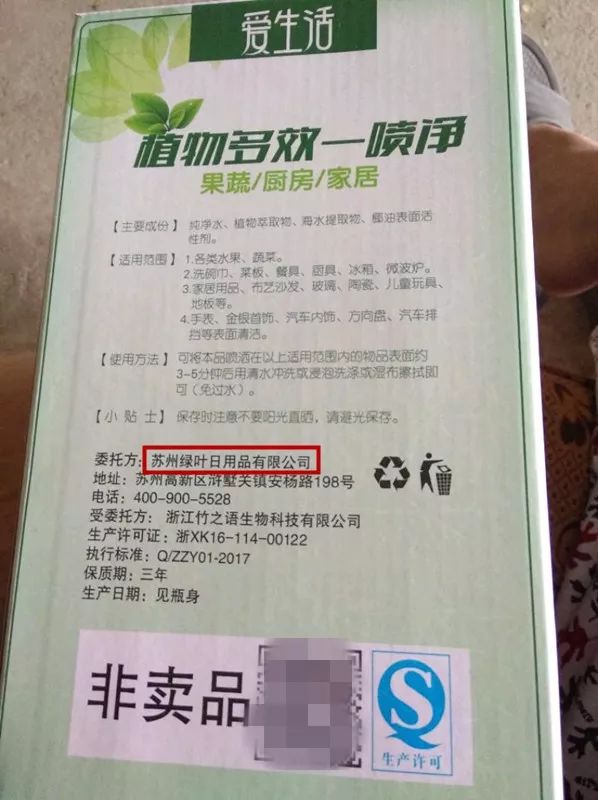 爱生活
植物多效一喷净
果蔬/厨房/家居
【主要成份】 纯净水、植物萃取物、海水提取物、椰油表面活
性剂。
【适用范围】 1.各类水果、蔬菜。
2.洗碗巾、菜板、餐具、厨具、冰箱、微波炉。
3.家居用品、布艺沙发、玻璃、陶瓷、儿童玩具、
地板等。
4.手表、金银首饰、汽车内饰、方向盘、汽车排
挡等表面清洁。
【使用方法】 可将本品喷洒在以上适用范围内的物品表面约
3-5分钟后用清水冲洗或浸泡洗涤或湿布擦拭即
可（免过水）。
【小贴士】 保存时注意不要阳光直晒，请避光保存。
委托方：苏州绿叶日用品有限公司
地址：苏州高新区浒墅关镇安杨路198号
电话：400-900-5528
受委托方：浙江竹之语生物科技有限公司
生产许可证：浙XK16-114-00122
执行标准：Q/ZZY01-2017
保质期：三年
生产日期：见瓶身
非卖品
生产许可